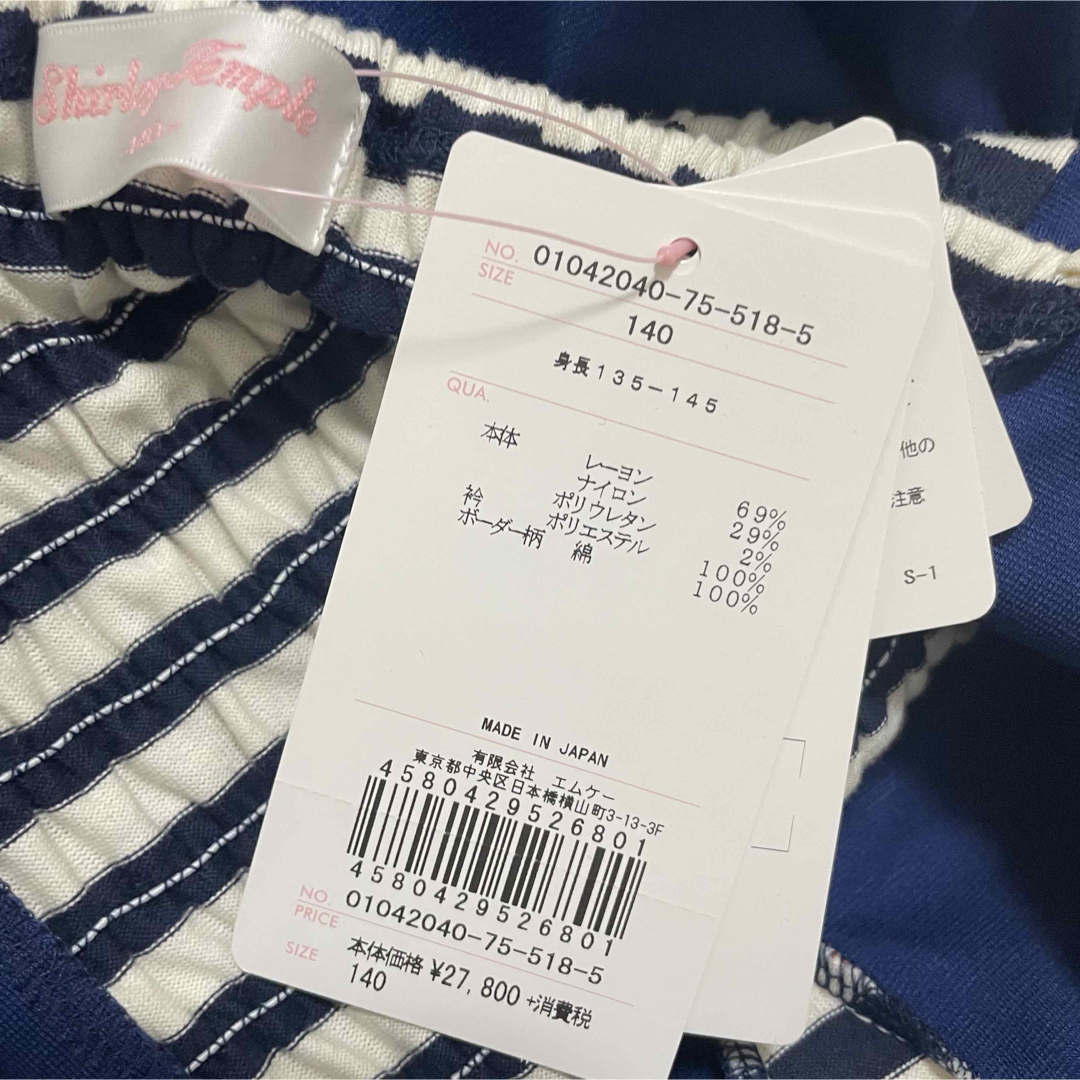 Shirley Temple
NO. 01042040-75-518-5
SIZE 140
身長135-145
QUA.
本体 レーヨン 69%
ナイロン 29%
ポリウレタン 2%
衿 ポリエステル 100%
ボーダー柄 綿 100%
MADE IN JAPAN
有限会社 エムケー
東京都中央区日本橋横山町3-13-3F
4580429526801
4580429526801
NO. 01042040-75-518-5
PRICE 本体価格 ¥27,800 +消費税
SIZE 140
他の
注意
S-1